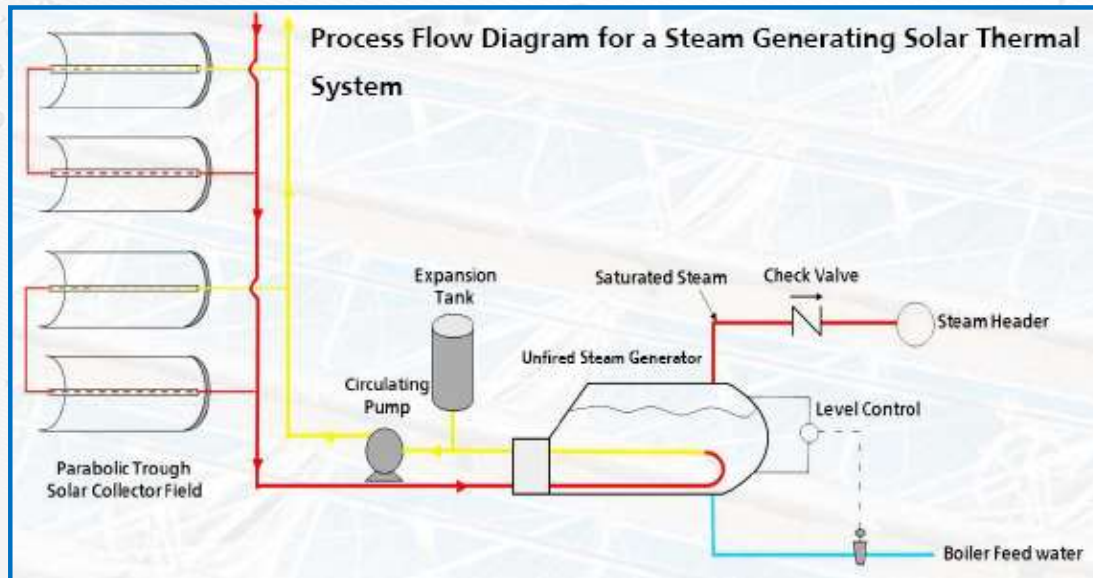 Process Flow Diagram for a Steam Generating Solar Thermal
System
Expansion
Tank
Saturated Steam
Check Valve
Steam Header
Unfired Steam Generator
Circulating
Pump
Level Control
Parabolic Trough
Solar Collector Field
Boiler Feed water